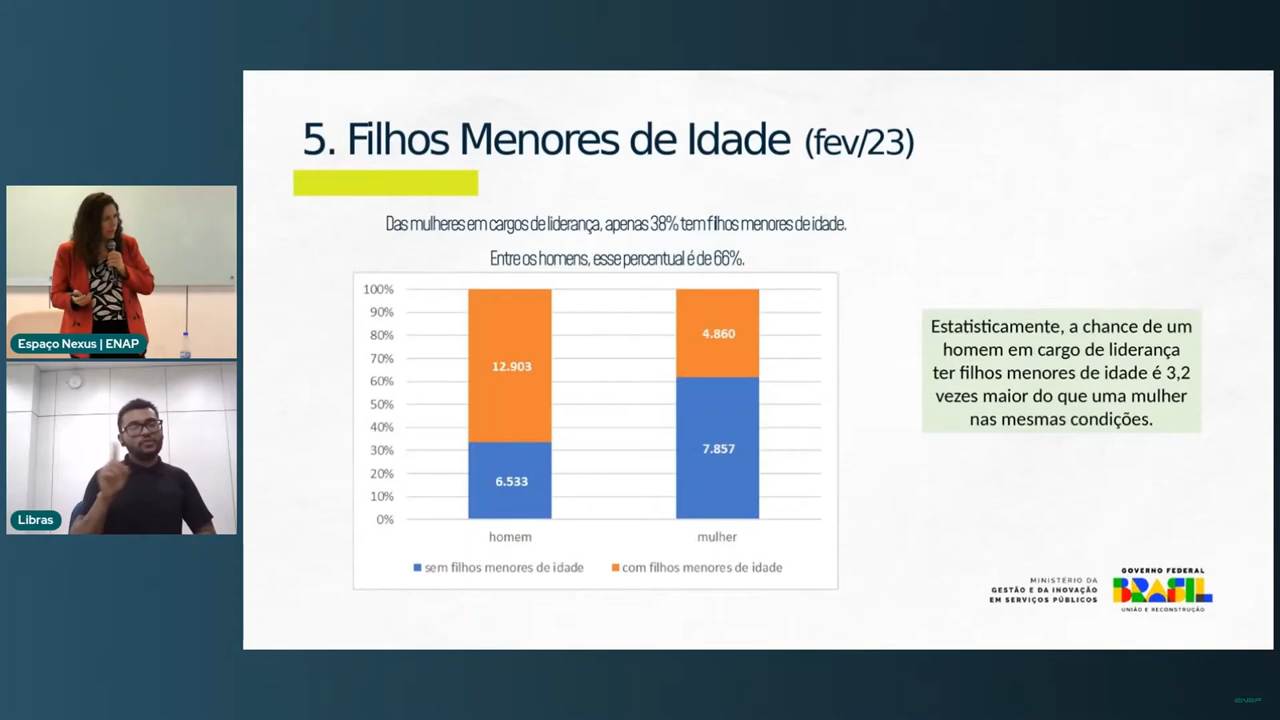 5. Filhos Menores de Idade (fev/23)
Das mulheres em cargos de liderança, apenas 38% tem filhos menores de idade.
Entre os homens, esse percentual é de 66%.
100%
90%
80%
70%
60%
50%
40%
30%
20%
10%
0%
12.903
6.533
4.860
7.857
homem
mulher
sem filhos menores de idade
com filhos menores de idade
Estatisticamente, a chance de um
homem em cargo de liderança
ter filhos menores de idade é 3,2
vezes maior do que uma mulher
nas mesmas condições.
Espaço Nexus | ENAP
Libras
MINISTÉRIO DA
GESTÃO E DA INOVAÇÃO
EM SERVIÇOS PÚBLICOS
GOVERNO FEDERAL
BRASIL
UNIÃO E RECONSTRUÇÃO
ENAP